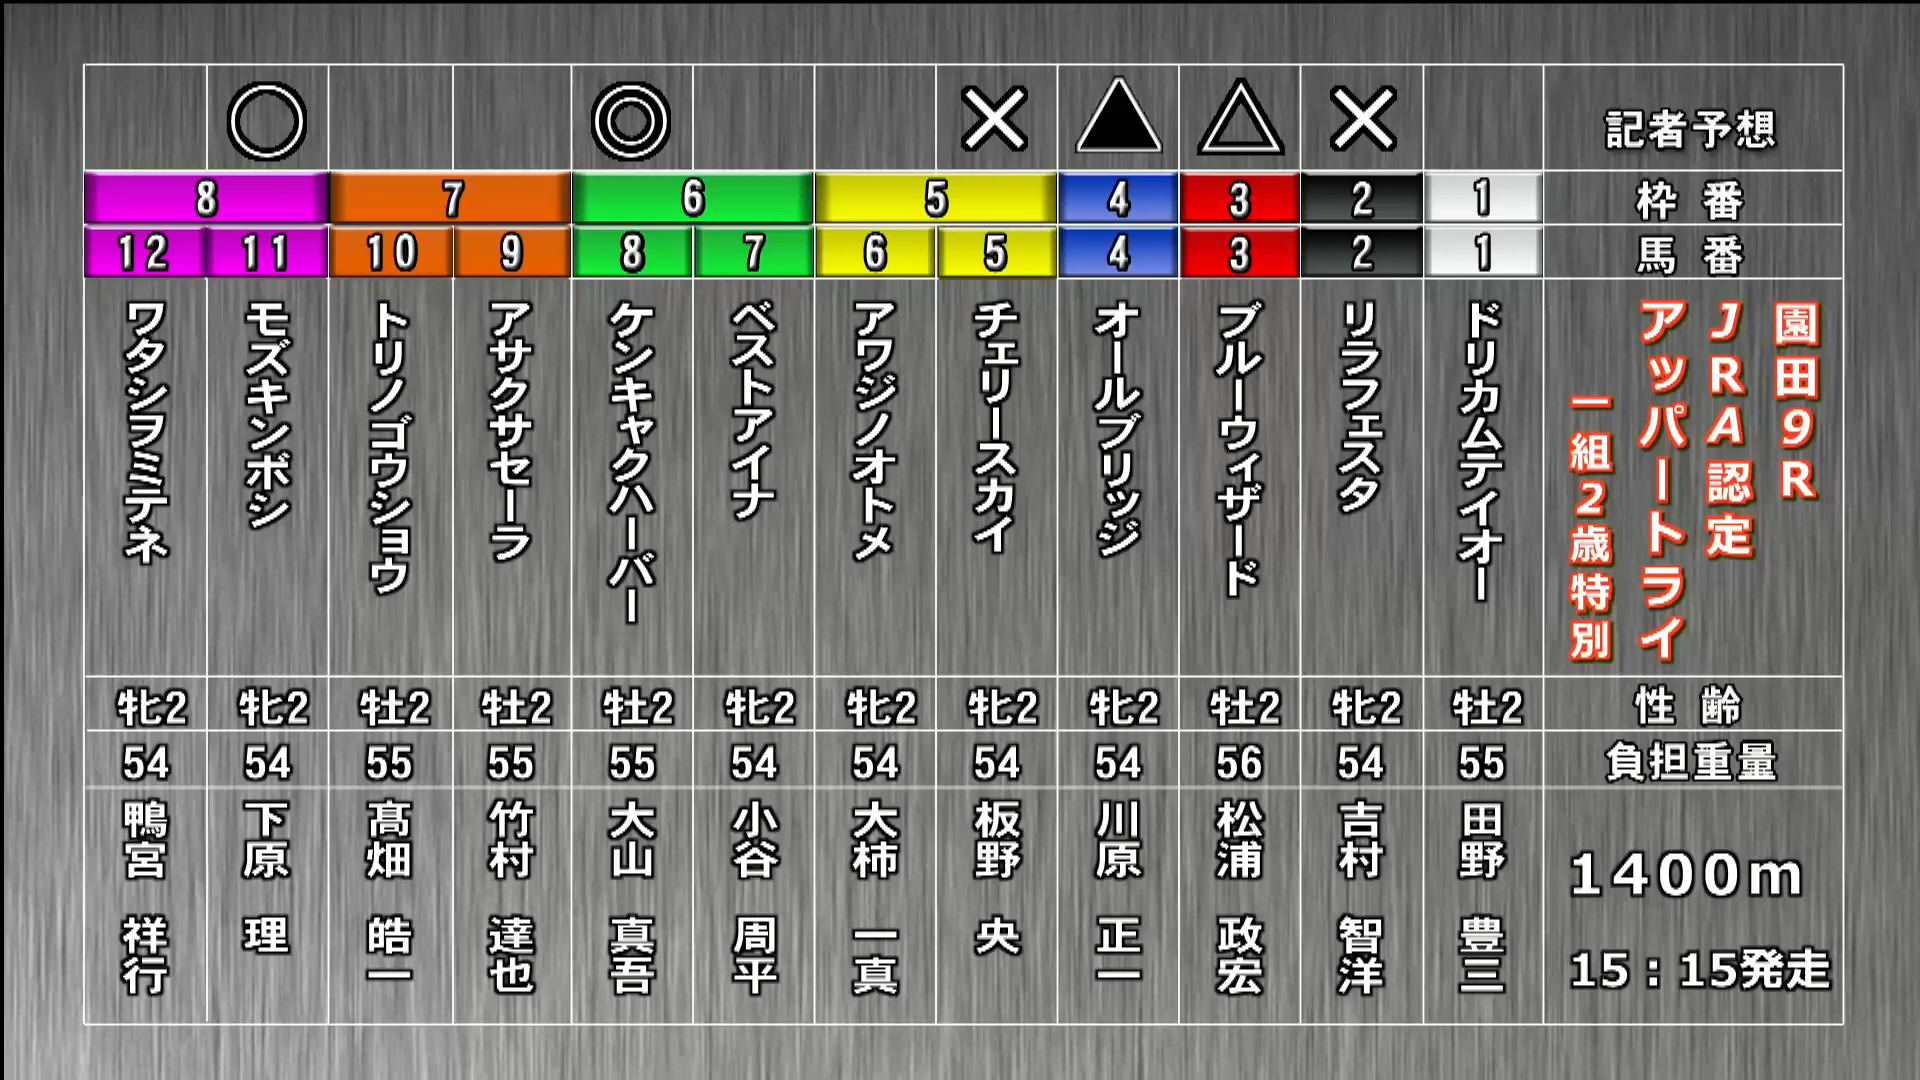 記者予想
× △ ▲ × ◎ ○
枠番
1 2 3 4 5 6 7 8
馬番
1 2 3 4 5 6 7 8 9 10 11 12
園田9R
JRA認定
アッパートライ
一組2歳特別
ドリカムテイオー
リラフェスタ
ブルーウィザード
オールブリッジ
チェリースカイ
アワジノオトメ
ベストアイナ
ケンキャクハーバー
アサクサセーラ
トリノゴウショウ
モズキンボシ
ワタシヲミテネ
性齢
牡2 牝2 牡2 牝2 牝2 牝2 牝2 牡2 牡2 牡2 牝2 牝2
負担重量
55 54 56 54 54 54 54 55 55 55 54 54
1400m
15：15発走
田野 豊三
吉村 智洋
松浦 政宏
川原 正一
板野 央
大柿 一真
小谷 周平
大山 真吾
竹村 達也
髙畑 皓一
下原 理
鴨宮 祥行